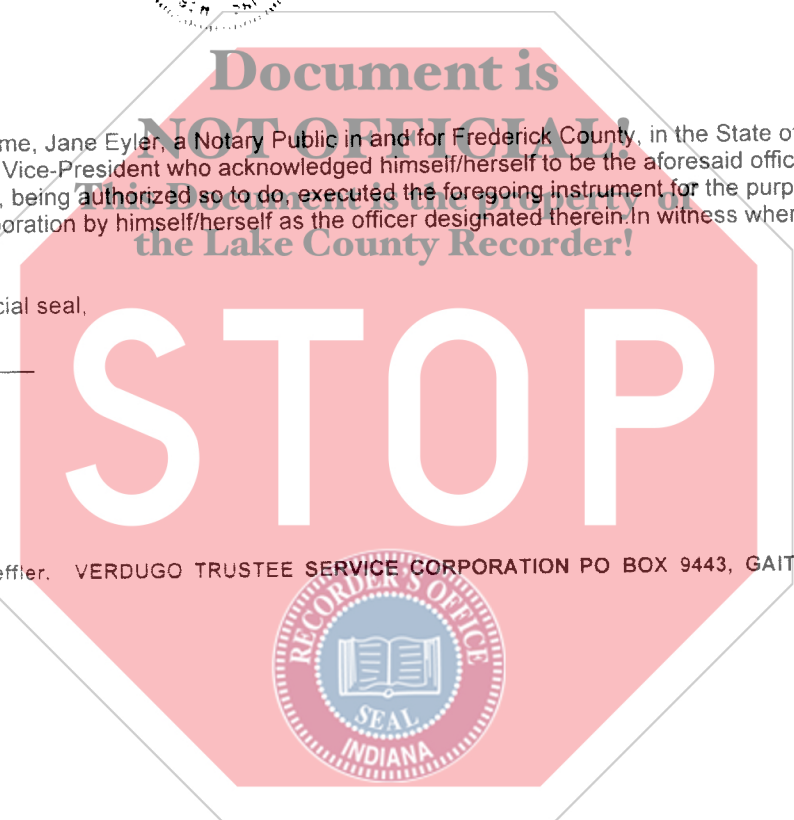 Document is
me, Jane Eyler, a Notary Public in and for Frederick County, in the State of
NOT OFFICIAL!
Vice-President who acknowledged himself/herself to be the aforesaid offic
, being authorized so to do, executed the foregoing instrument for the purp
This Document is the property of
oration by himself/herself as the officer designated therein.In witness wher
the Lake County Recorder!
cial seal,
STOP
effler. VERDUGO TRUSTEE SERVICE CORPORATION PO BOX 9443, GAIT
RECORDER'S OFFICE
SEAL
INDIANA